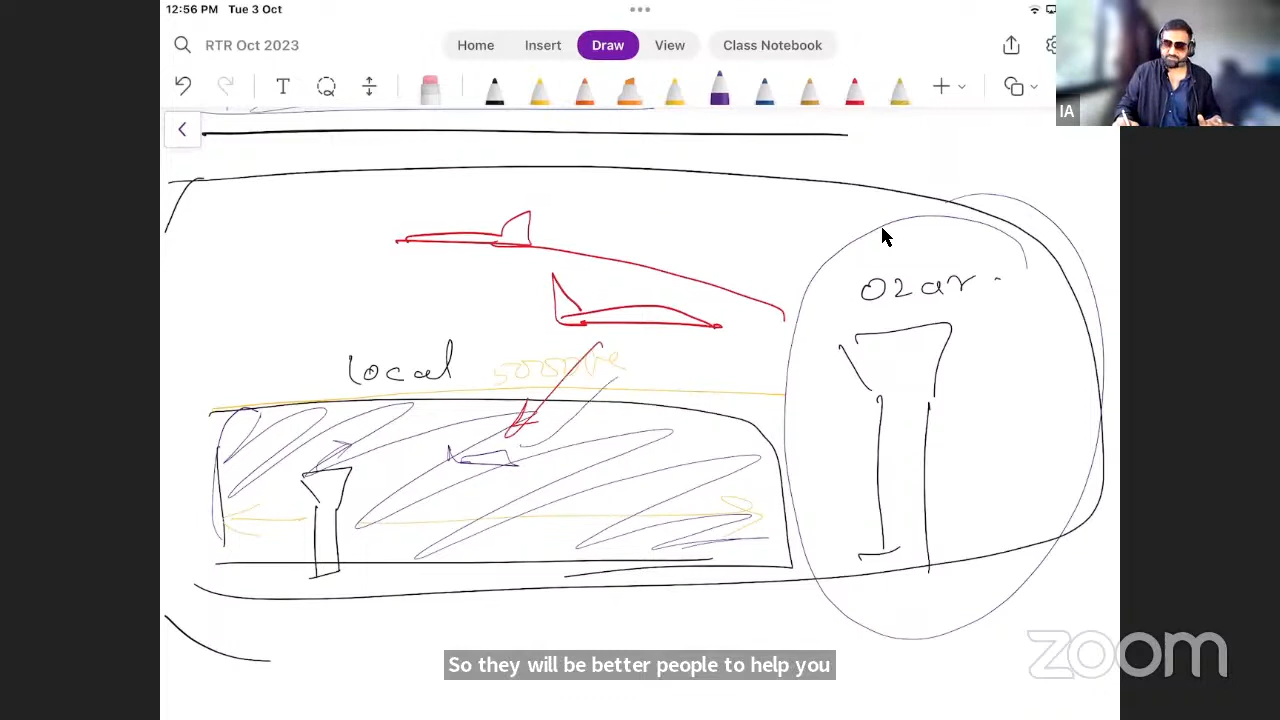 12:56 PM Tue 3 Oct
RTR Oct 2023
Home Insert Draw View Class Notebook
IA
ozar
local
So they will be better people to help you
zoom